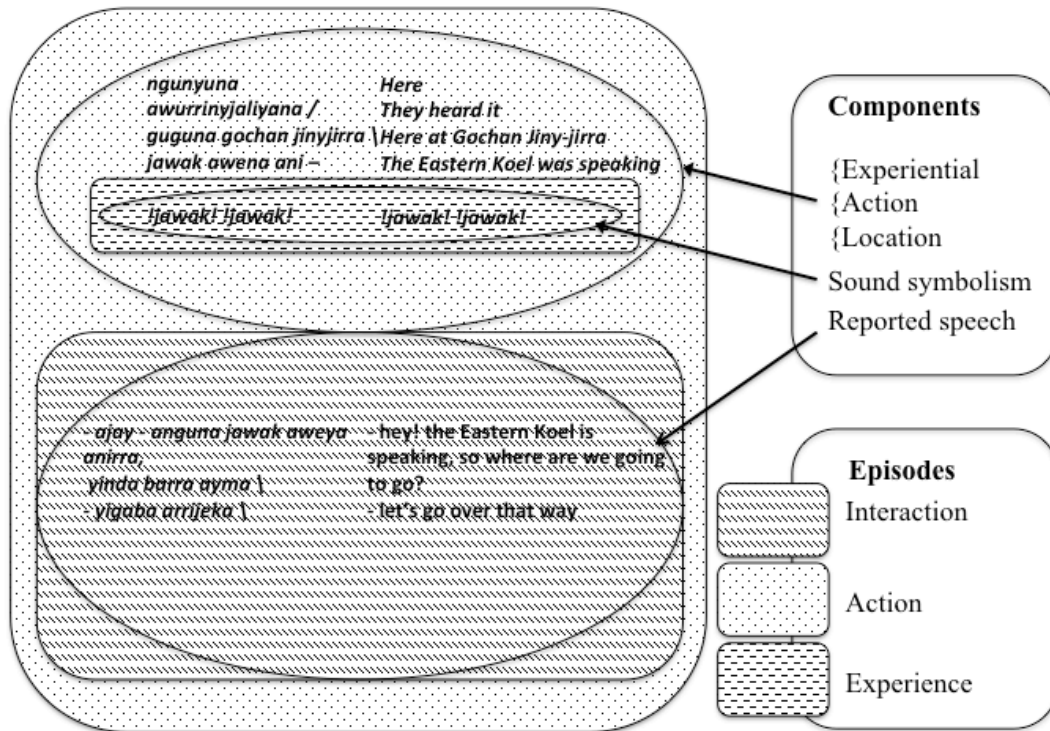 ngunyuna Here
awurrinyjaliyana / They heard it
guguna gochan jinyjirra \ Here at Gochan Jiny-jirra
jawak awena ani – The Eastern Koel was speaking
!jawak! !jawak! !jawak! !jawak!
- ajay - anguna jawak aweya - hey! the Eastern Koel is
anirra, speaking, so where are we going
yinda barra ayma \ to go?
- yigaba arrijeka \ - let's go over that way
Components
{Experiential
{Action
{Location
Sound symbolism
Reported speech
Episodes
Interaction
Action
Experience